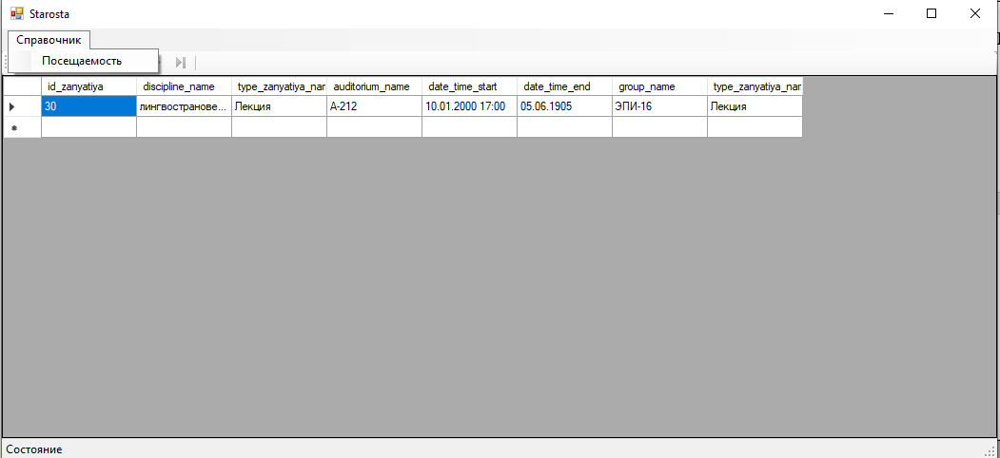 Starosta
Справочник
Посещаемость
id_zanyatiya discipline_name type_zanyatiya_nar auditorium_name date_time_start date_time_end group_name type_zanyatiya_nar
30 лингвостранове... Лекция А-212 10.01.2000 17:00 05.06.1905 ЭПИ-16 Лекция
Состояние